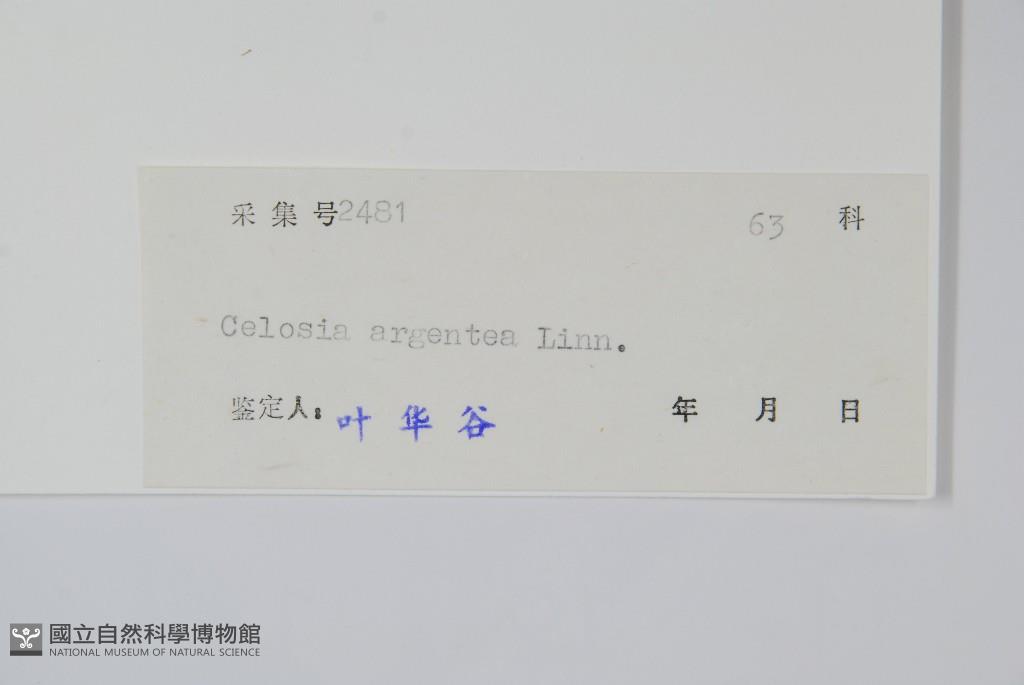 采集号2481 63 科
Celosia argentea Linn.
鉴定人: 叶华谷 年 月 日
國立自然科學博物館
NATIONAL MUSEUM OF NATURAL SCIENCE